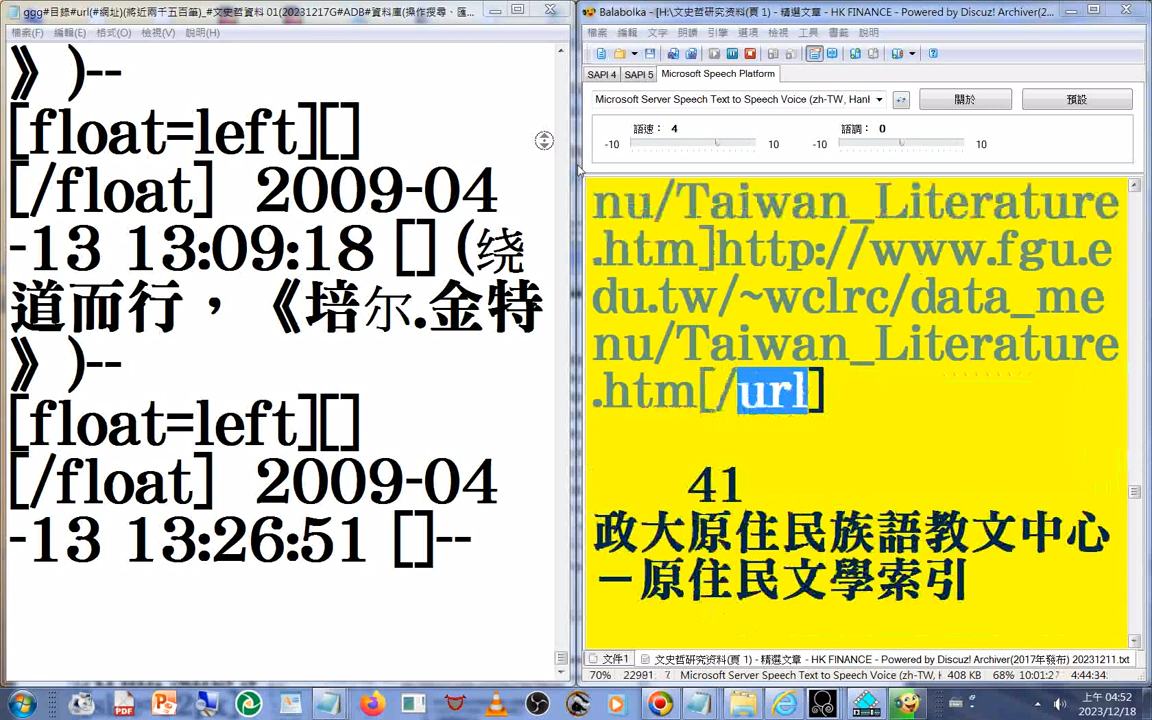 ggg#目錄#url(#網址)(將近兩千五百筆)_#文史哲資料 01(20231217G#ADB#資料庫(操作搜尋、匯...
檔案(F) 編輯(E) 格式(O) 檢視(V) 說明(H)
》)--
[float=left][]
[/float] 2009-04
-13 13:09:18 [] (绕
道而行，《培尔.金特
》)--
[float=left][]
[/float] 2009-04
-13 13:26:51 []--
Balabolka - [H:\文史哲研究资料(頁 1) - 精選文章 - HK FINANCE - Powered by Discuz! Archiver(2...
檔案 編輯 文字 朗讀 引擎 選項 檢視 工具 書籤 說明
SAPI 4 SAPI 5 Microsoft Speech Platform
Microsoft Server Speech Text to Speech Voice (zh-TW, Hanl
關於 預設
語速： 4 語調： 0
-10 10 -10 10
nu/Taiwan_Literature
.htm]http://www.fgu.e
du.tw/~wclrc/data_me
nu/Taiwan_Literature
.htm[/url]
41
政大原住民族語教文中心
－原住民文學索引
文件1 文史哲研究资料(頁 1) - 精選文章 - HK FINANCE - Powered by Discuz! Archiver(2017年發布) 20231211.txt
70% 22991 Microsoft Server Speech Text to Speech Voice (zh-TW, H 408 KB 68% 10:01:2 4:44:34
上午 04:52
2023/12/18